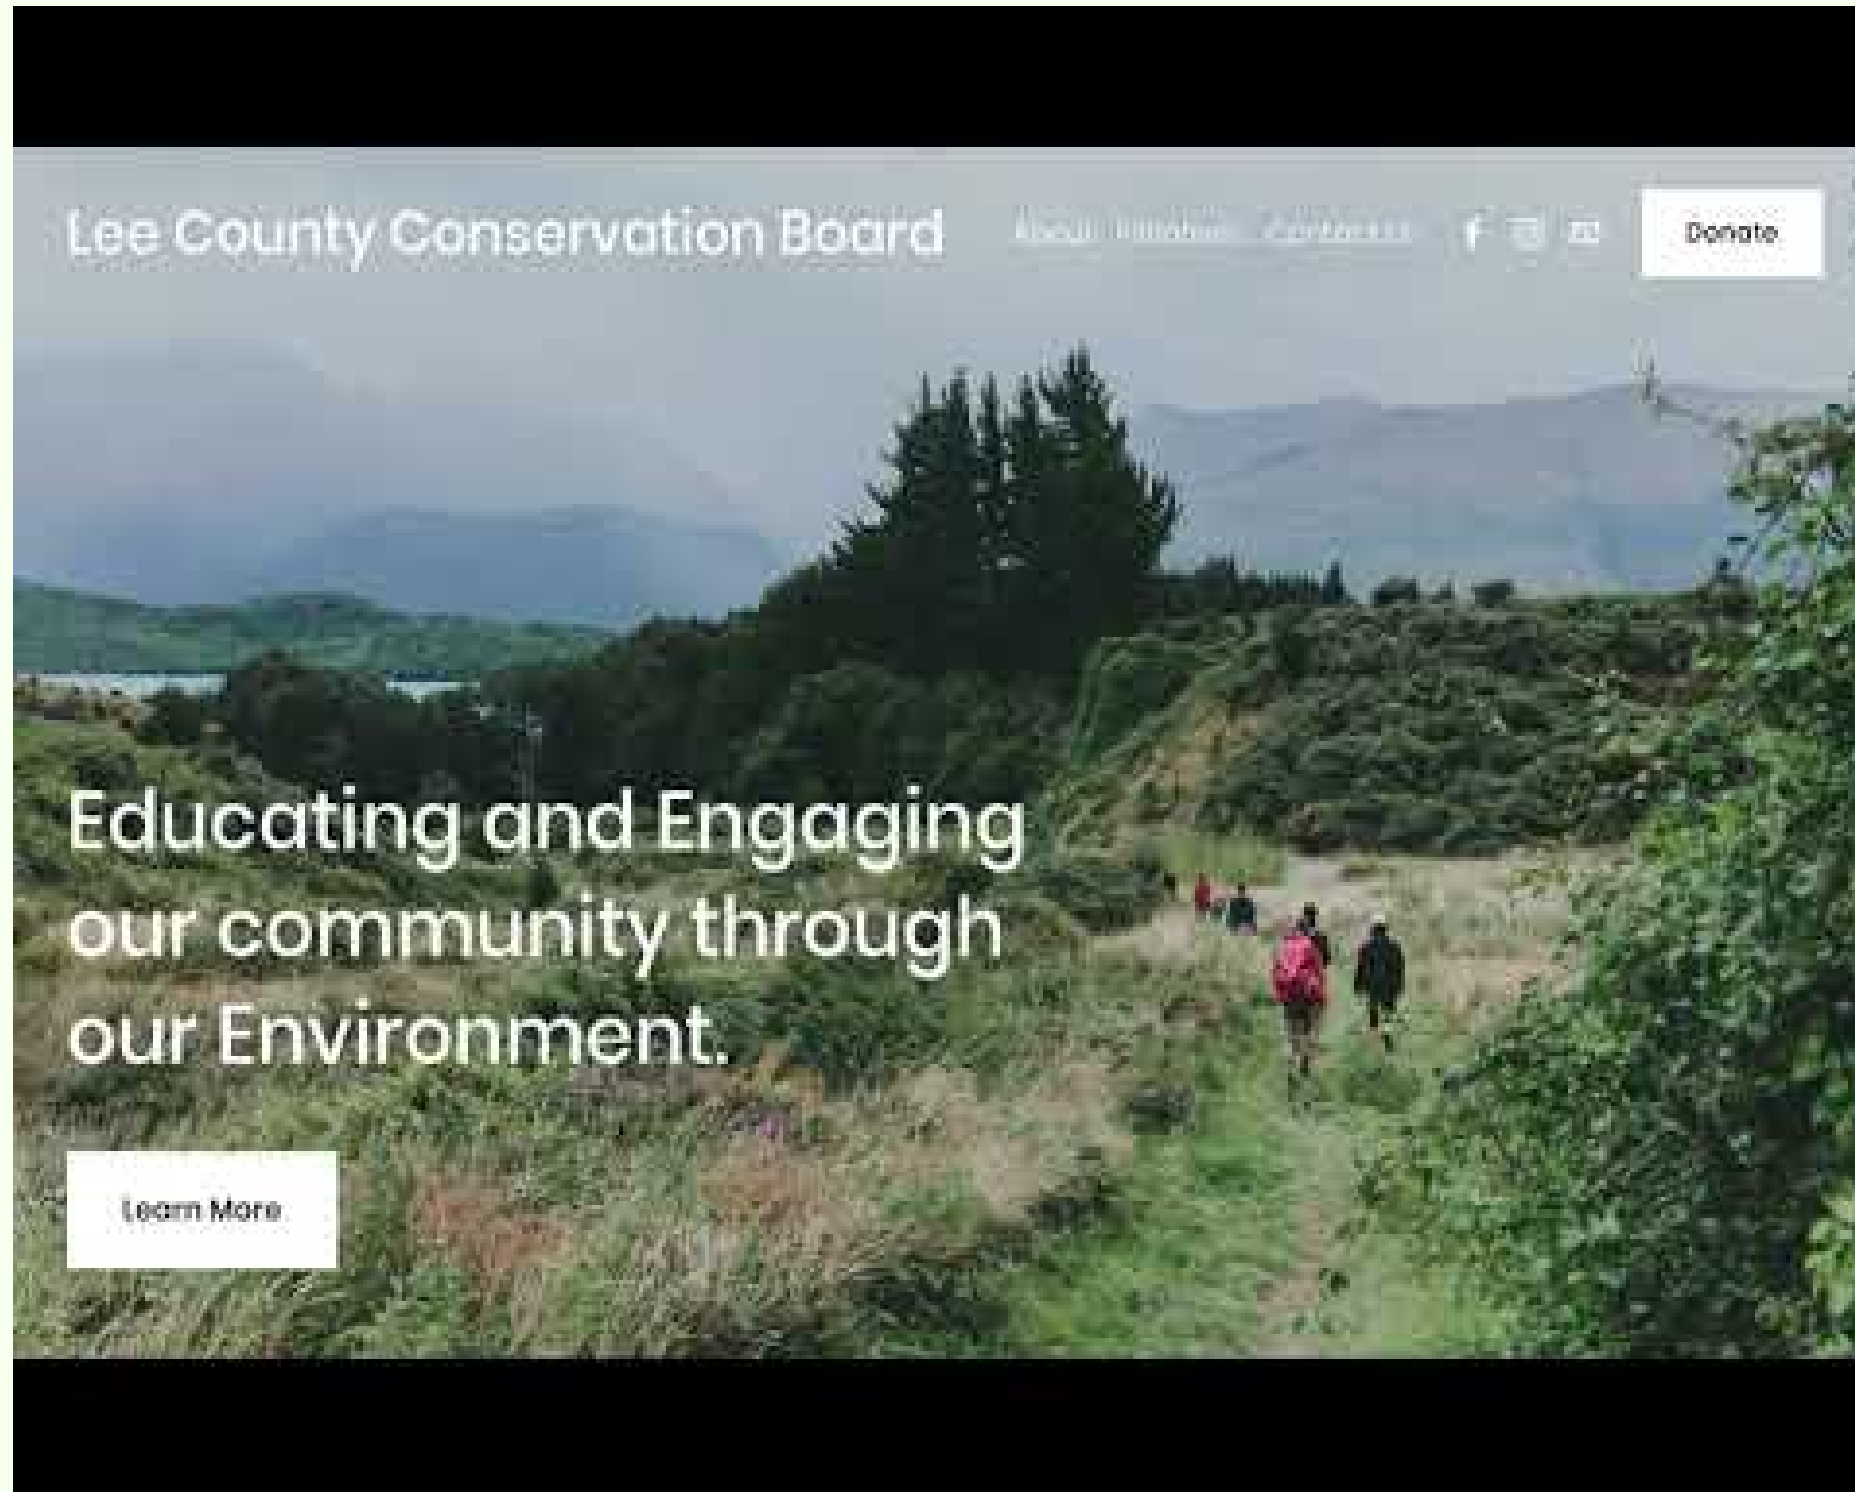 Lee County Conservation Board
Donate
Educating and Engaging
our community through
our Environment.
Learn More